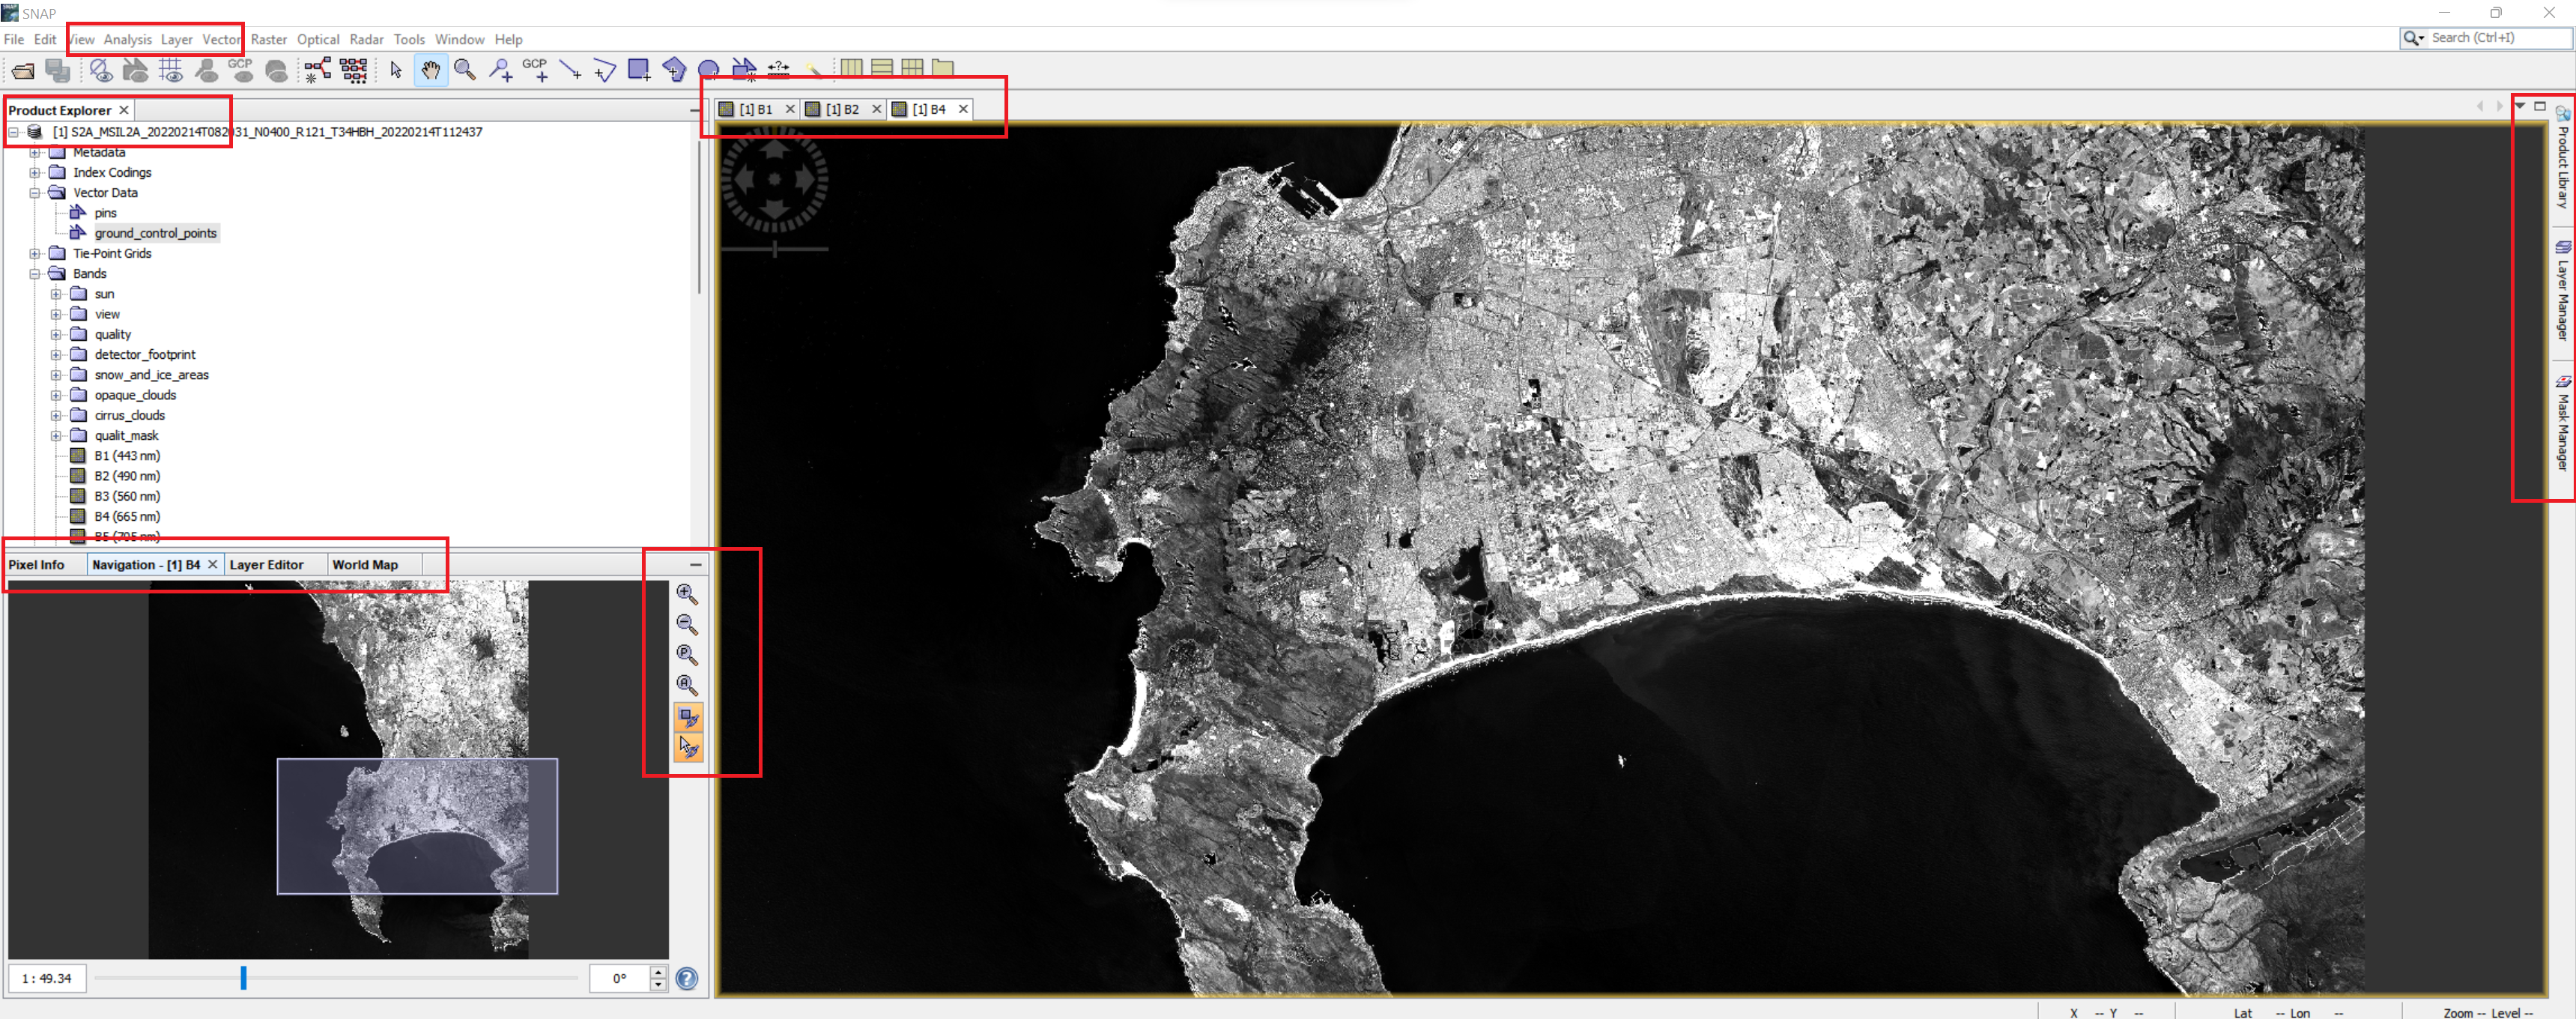 SNAP
File Edit View Analysis Layer Vector Raster Optical Radar Tools Window Help
Search (Ctrl+I)
GCP GCP
Product Explorer
[1] S2A_MSIL2A_20220214T082031_N0400_R121_T34HBH_20220214T112437
Metadata
Index Codings
Vector Data
pins
ground_control_points
Tie-Point Grids
Bands
sun
view
quality
detector_footprint
snow_and_ice_areas
opaque_clouds
cirrus_clouds
qualit_mask
B1 (443 nm)
B2 (490 nm)
B3 (560 nm)
B4 (665 nm)
B5 (705 nm)
Pixel Info Navigation - [1] B4 Layer Editor World Map
1 : 49.34 0°
[1] B1 [1] B2 [1] B4
Product Library
Layer Manager
Mask Manager
X -- Y -- Lat -- Lon -- Zoom -- Level --